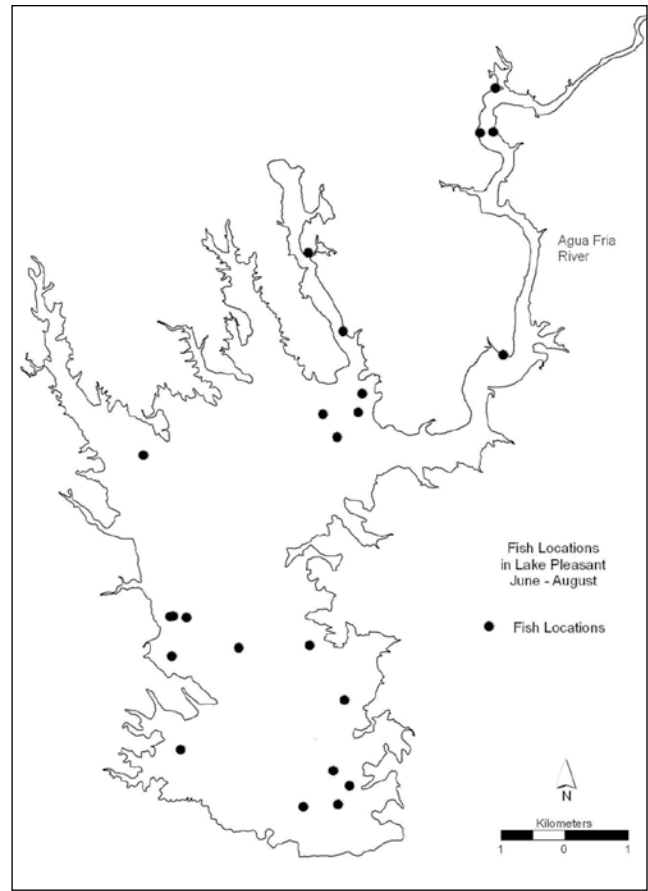 Agua Fria
River
Fish Locations
in Lake Pleasant
June - August
Fish Locations
N
Kilometers
1 0 1